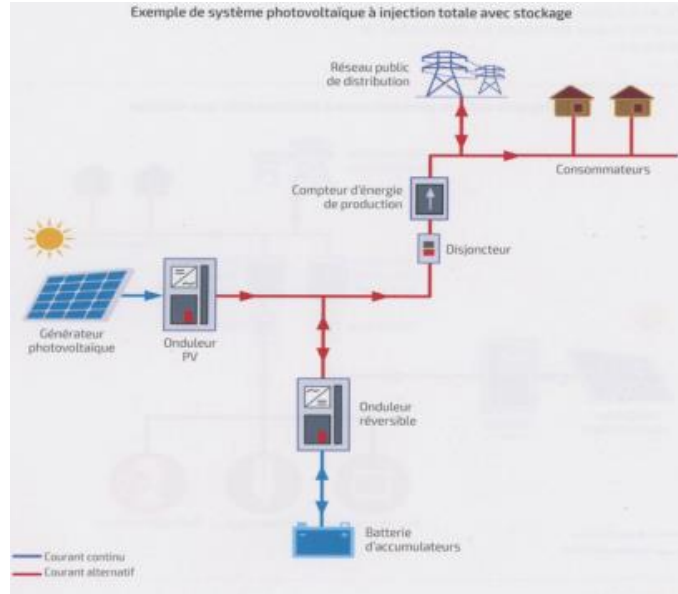 Exemple de système photovoltaïque à injection totale avec stockage
Réseau public
de distribution
Consommateurs
Compteur d'énergie
de production
Disjoncteur
Générateur
photovoltaïque
Onduleur
PV
Onduleur
réversible
Batterie
d'accumulateurs
Courant continu
Courant alternatif